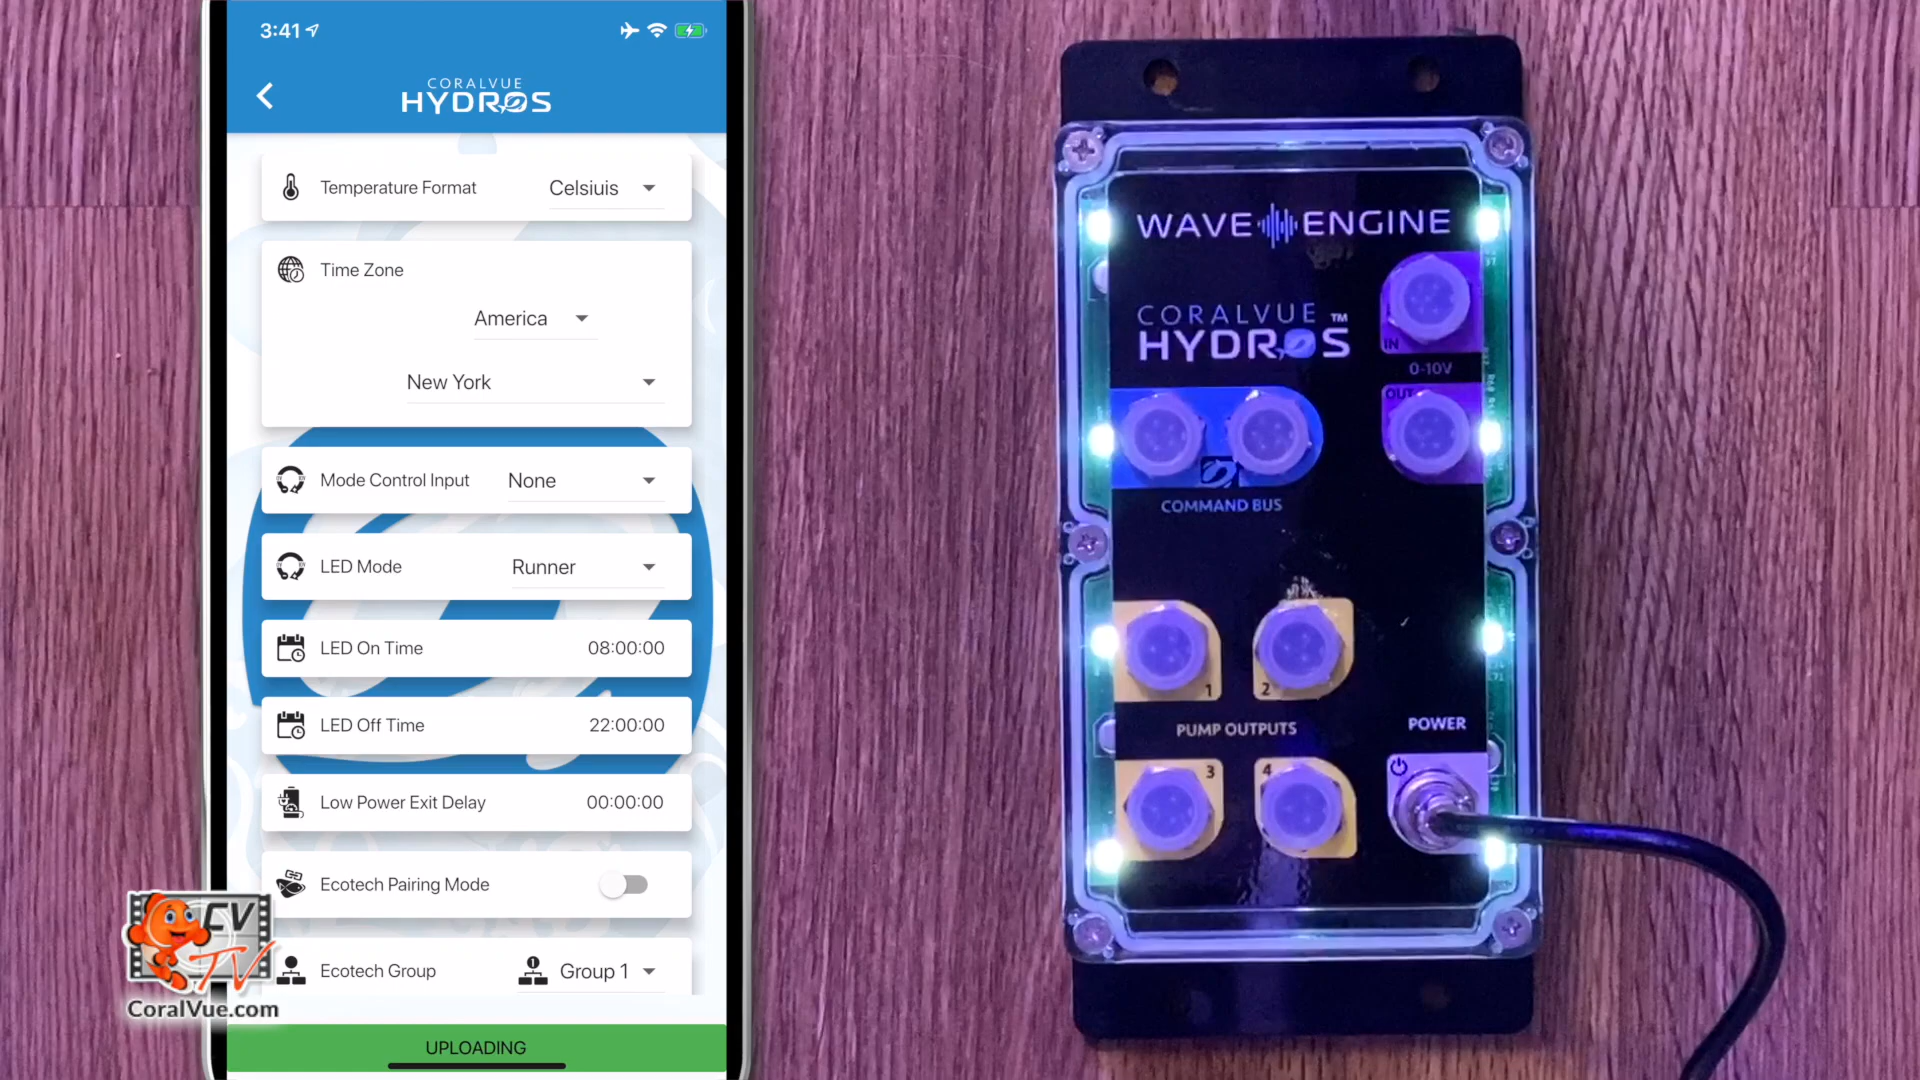 3:41
CORALVUE
HYDROS
Temperature Format
Celsiuis
Time Zone
America
New York
Mode Control Input
None
LED Mode
Runner
LED On Time
08:00:00
LED Off Time
22:00:00
Low Power Exit Delay
00:00:00
Ecotech Pairing Mode
Ecotech Group
1
Group 1
UPLOADING
CV
TV
CoralVue.com
WAVE ENGINE
CORALVUE
HYDROS™
IN
0-10V
OUT
COMMAND BUS
1
2
PUMP OUTPUTS
POWER
3
4